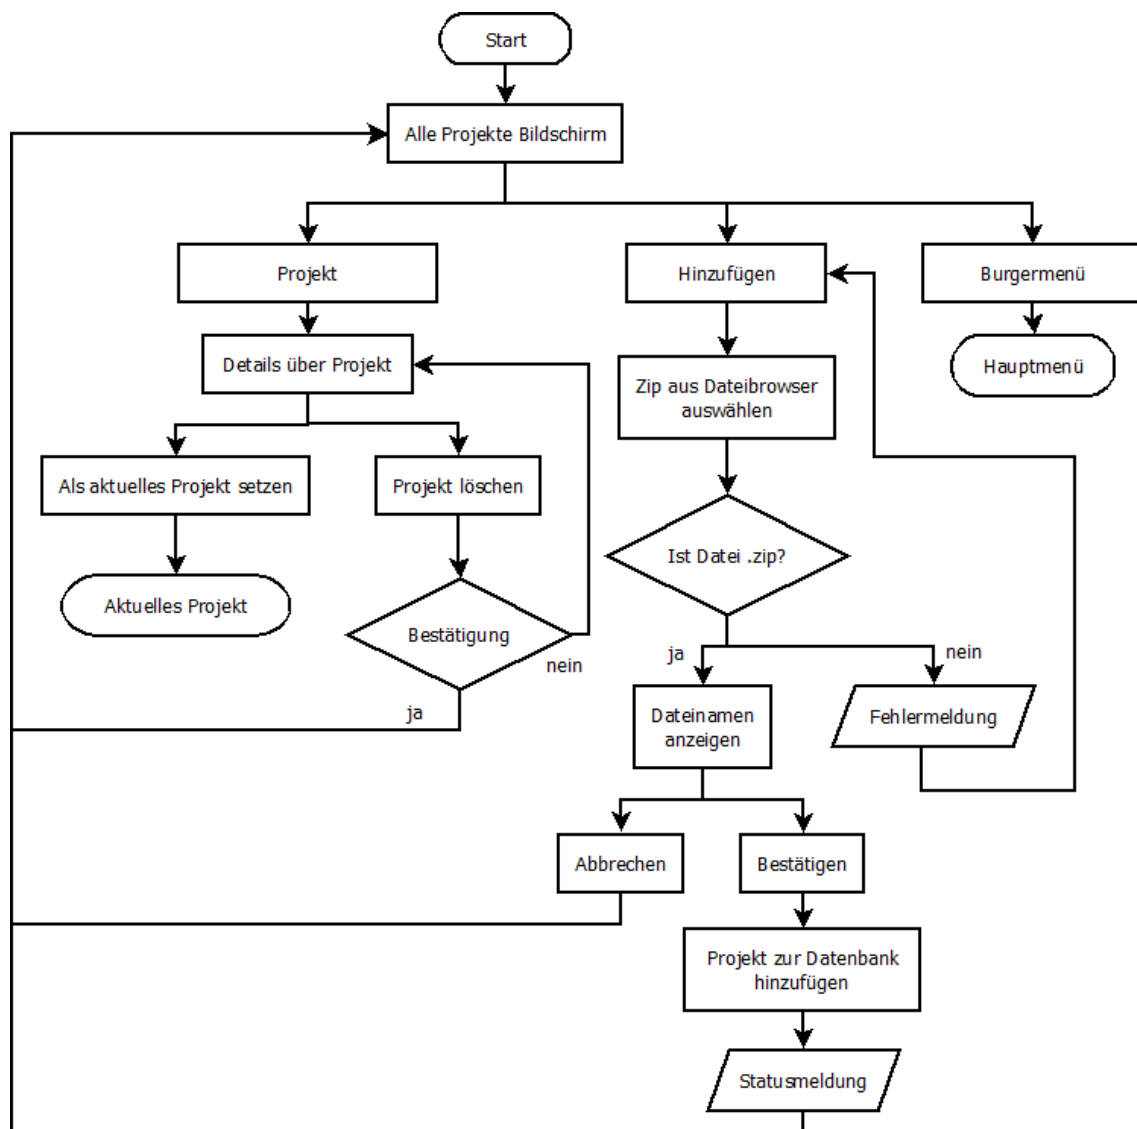 Start
Alle Projekte Bildschirm
Projekt
Hinzufügen
Burgermenü
Details über Projekt
Zip aus Dateibrowser
auswählen
Hauptmenü
Als aktuelles Projekt setzen
Projekt löschen
Ist Datei .zip?
Aktuelles Projekt
Bestätigung
nein
ja
ja
nein
Dateinamen
anzeigen
Fehlermeldung
Abbrechen
Bestätigen
Projekt zur Datenbank
hinzufügen
Statusmeldung